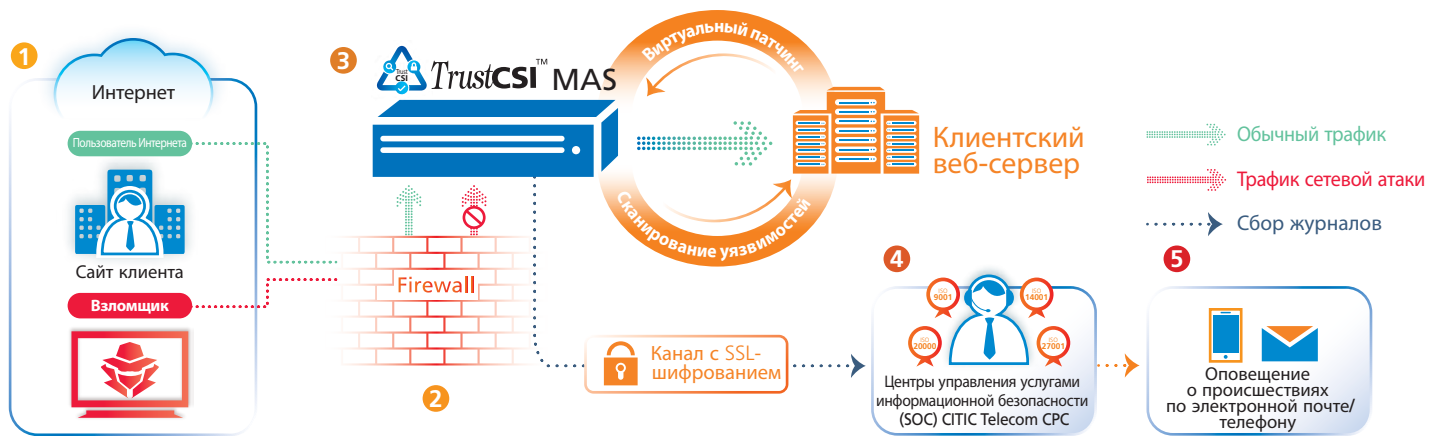 1
Интернет
Пользователь Интернета
Сайт клиента
Взломщик
3
Trust
CSI
TrustCSI™ MAS
Firewall
2
Виртуальный патчинг
Сканирование уязвимостей
Клиентский
веб-сервер
Обычный трафик
Трафик сетевой атаки
Сбор журналов
Канал с SSL-
шифрованием
4
ISO
9001
ISO
14001
ISO
20000
ISO
27001
Центры управления услугами
информационной безопасности
(SOC) CITIC Telecom CPC
5
Оповещение
о происшествиях
по электронной почте/
телефону